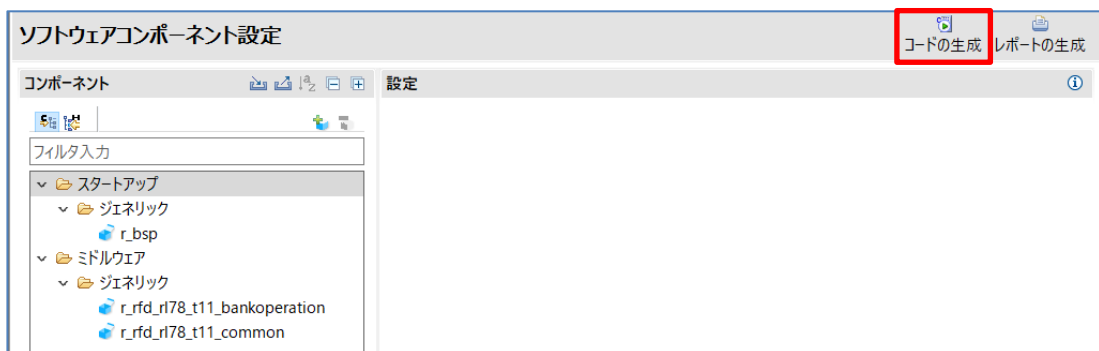 ソフトウェアコンポーネント設定
コードの生成 レポートの生成
コンポーネント
設定
フィルタ入力
スタートアップ
ジェネリック
r_bsp
ミドルウェア
ジェネリック
r_rfd_rl78_t11_bankoperation
r_rfd_rl78_t11_common